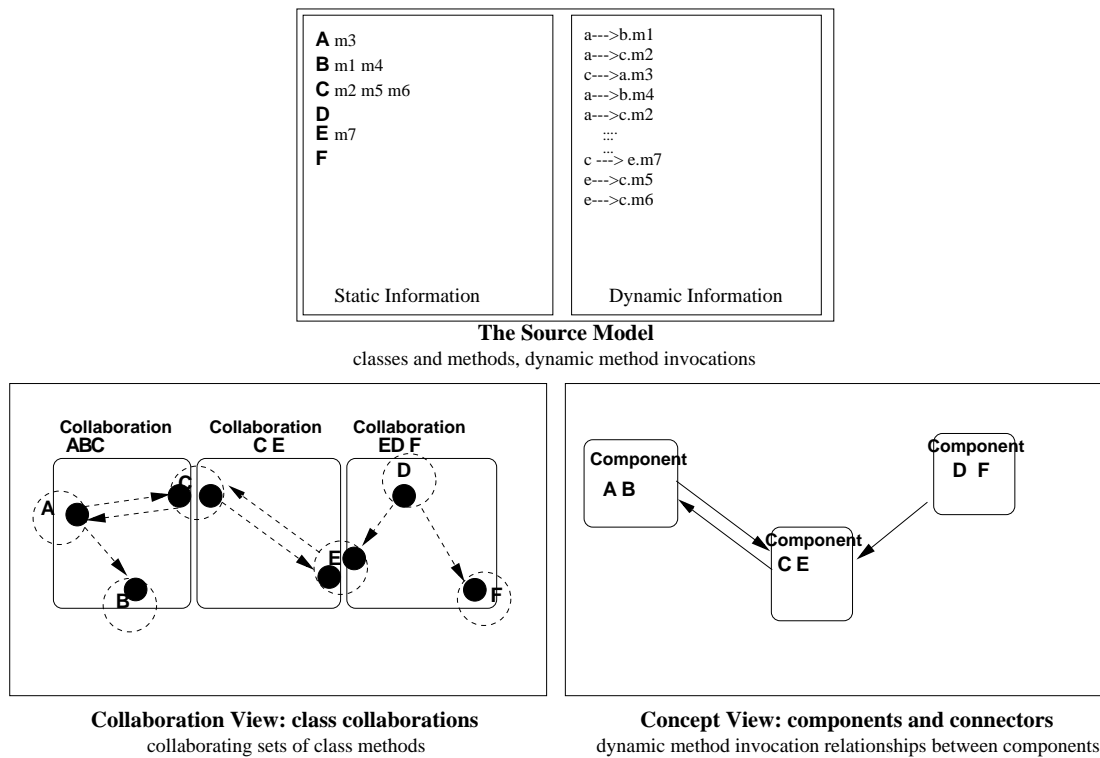 A m3
B m1 m4
C m2 m5 m6
D
E m7
F
Static Information
a--->b.m1
a--->c.m2
c--->a.m3
a--->b.m4
a--->c.m2
::::
...
c ---> e.m7
e--->c.m5
e--->c.m6
Dynamic Information
The Source Model
classes and methods, dynamic method invocations
Collaboration
ABC
Collaboration
C E
Collaboration
ED F
A
B
C
E
D
F
Collaboration View: class collaborations
collaborating sets of class methods
Component
A B
Component
C E
Component
D F
Concept View: components and connectors
dynamic method invocation relationships between components